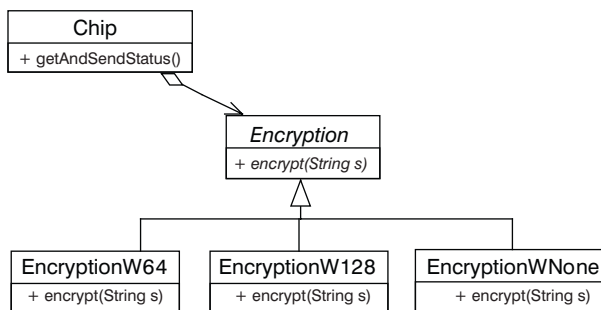 Chip
+ getAndSendStatus()
Encryption
+ encrypt(String s)
EncryptionW64
+ encrypt(String s)
EncryptionW128
+ encrypt(String s)
EncryptionWNone
+ encrypt(String s)